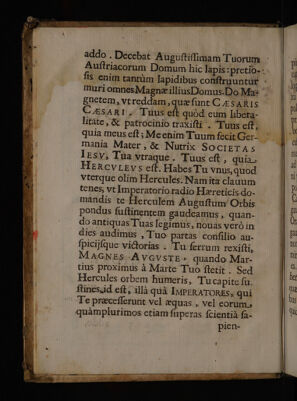 addo. Decebat Augustissimam Tuorum
Austriacorum Domum hic lapis: pretio-
sis enim tantùm lapidibus construuntur
muri omnes Magnæ illius Domus. Do Ma-
gnetem, vt reddam, quæ sunt CÆSARIS
CÆSARI. Tuus est quòd eum libera-
litate, & patrocinio traxisti. Tuus est,
quia meus est; Me enim Tuum fecit Ger-
mania Mater, & Nutrix SOCIETAS
IESV, Tua vtraque. Tuus est, quia
HERCVLEVS est. Habes Tu vnus, quod
vterque olim Hercules. Nam ita clauum
tenes, vt Imperatorio radio Hæreticis do-
mandis te Herculem Augustum Orbis
pondus sustinentem gaudeamus, quan-
do antiquas Tuas legimus, nouas verò in
dies audimus, Tuo partas consilio au-
spicijsque victorias. Tu ferrum rexisti,
MAGNES AVGVSTE, quando Mar-
tius proximus à Marte Tuo stetit. Sed
Hercules orbem humeris, Tu capite su-
stines, id est, illâ quâ IMPERATORES, qui
Te præcesserunt vel æquas, vel eorum
quàmplurimos etiam superas scientiâ sa-
pien-